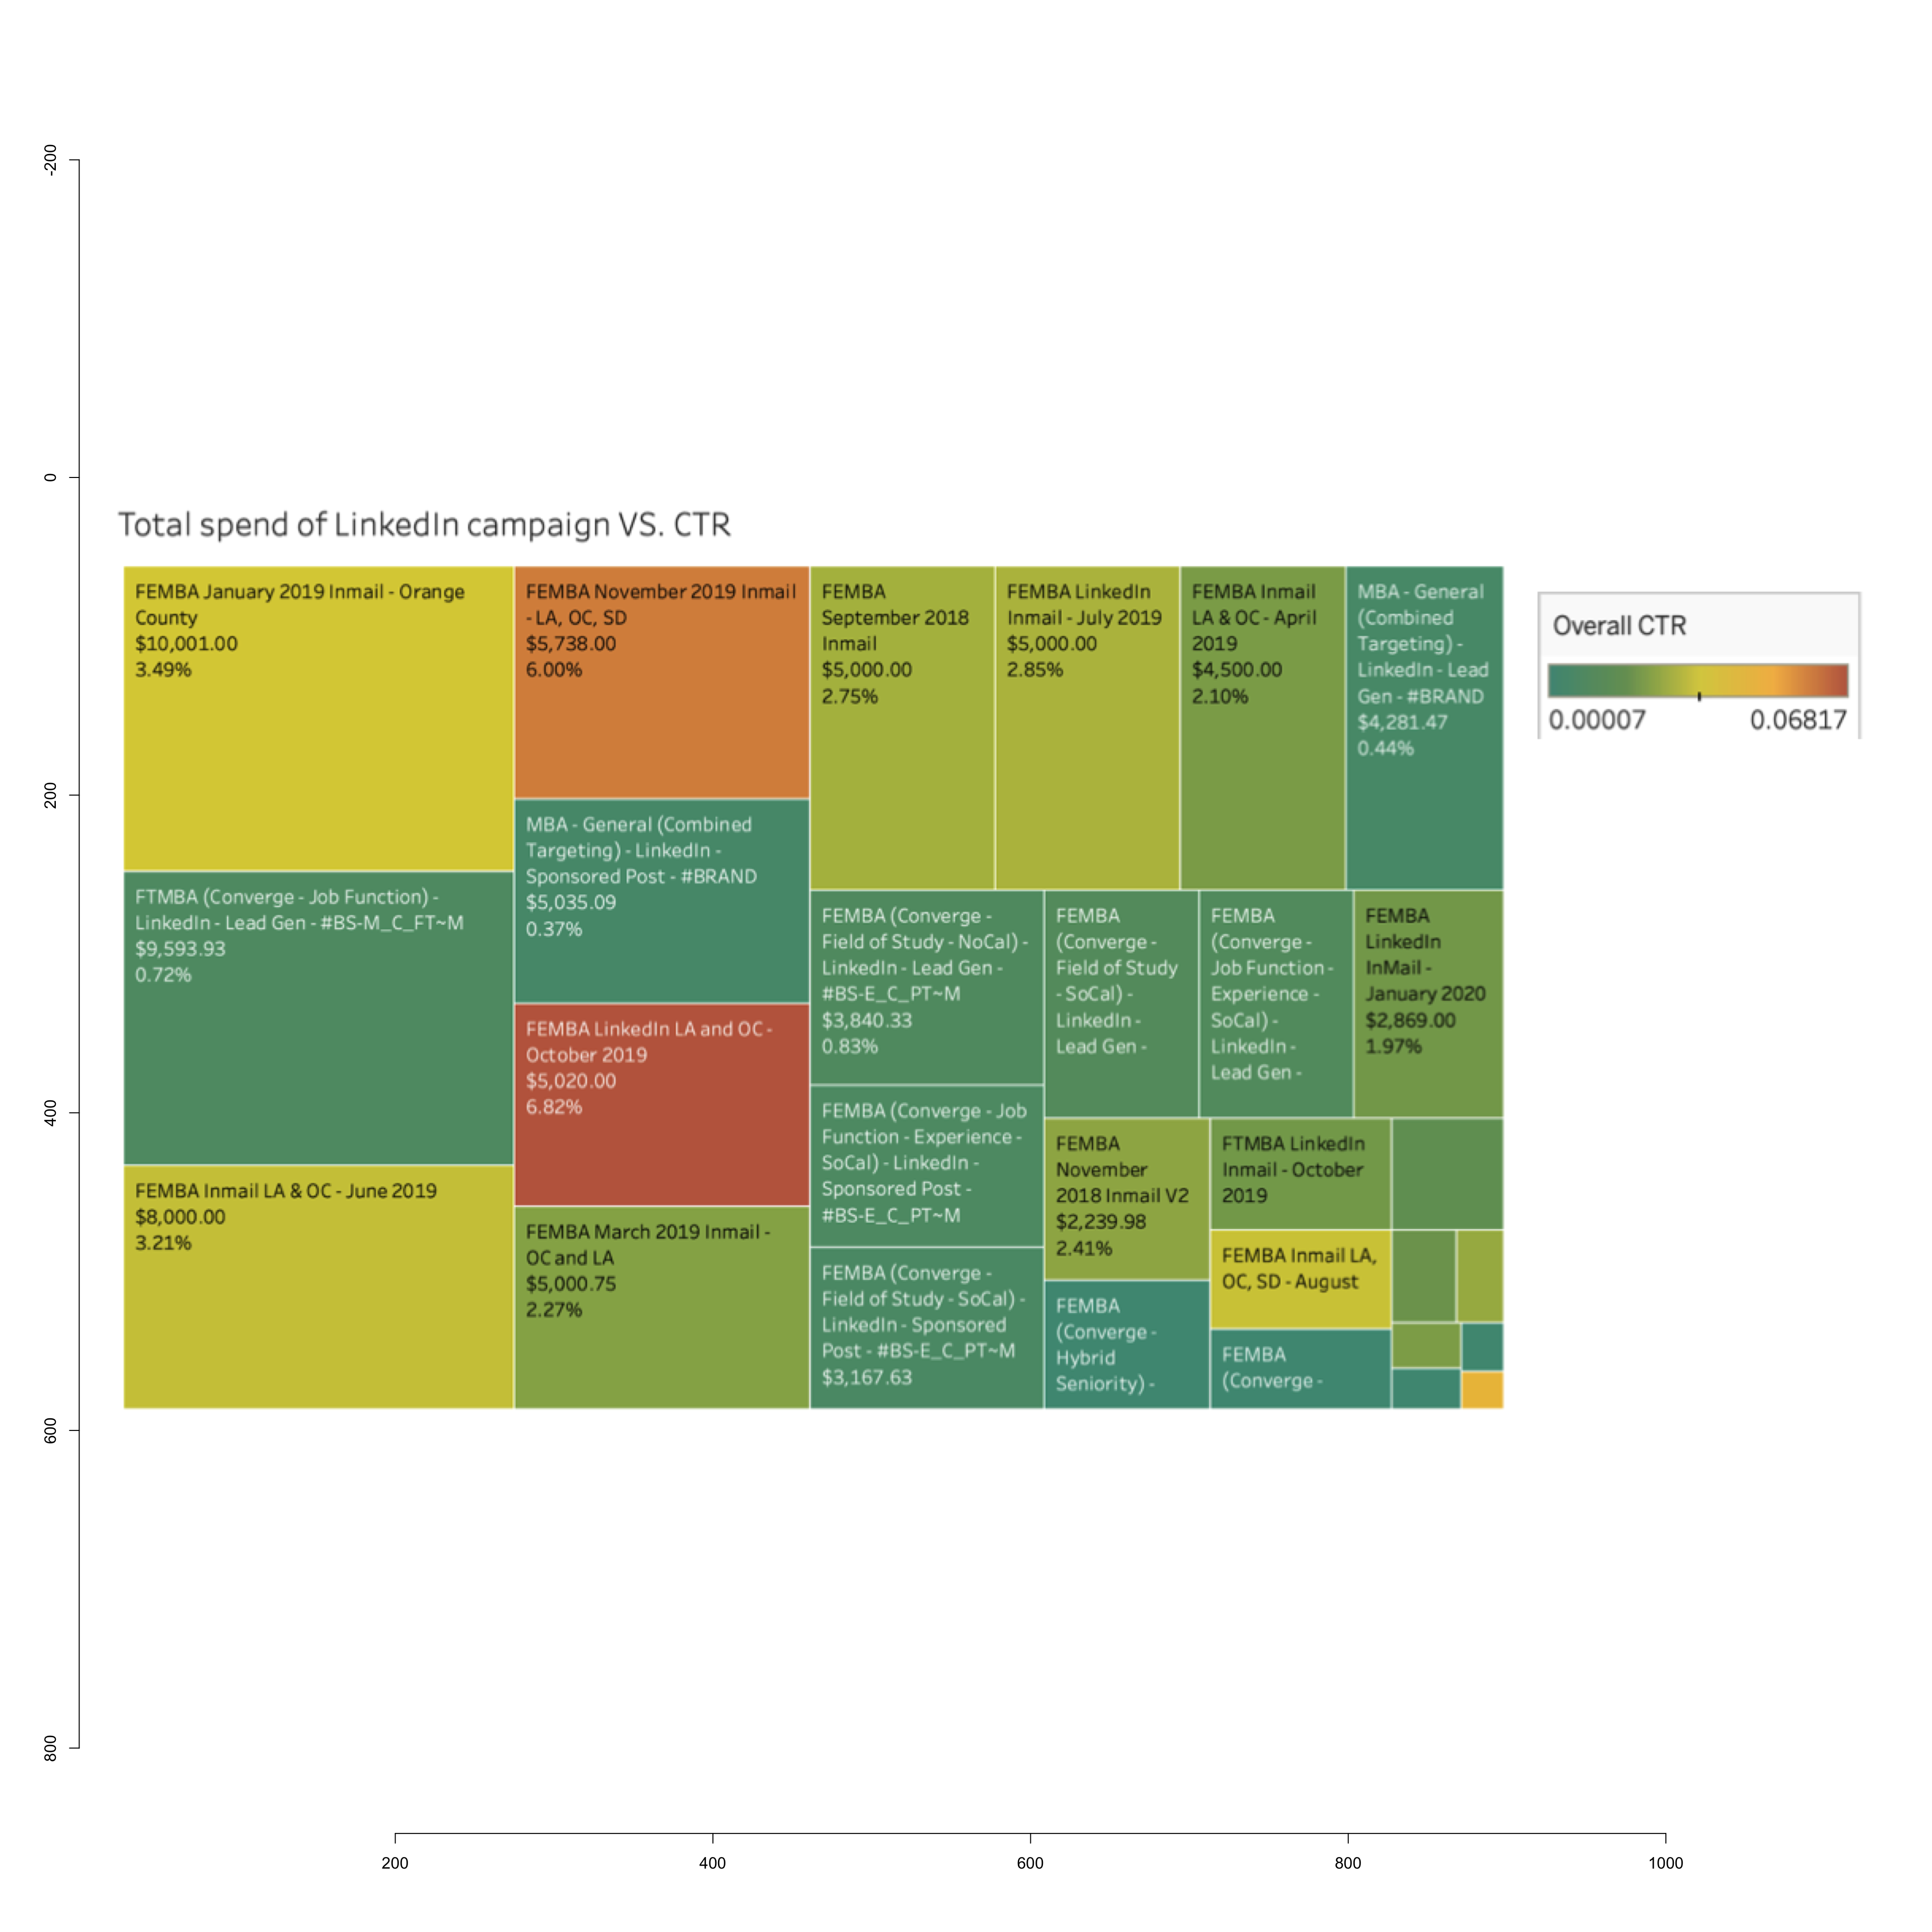 Total spend of LinkedIn campaign VS. CTR
FEMBA January 2019 Inmail - Orange
County
$10,001.00
3.49%
FTMBA (Converge - Job Function) -
LinkedIn - Lead Gen - #BS-M_C_FT~M
$9,593.93
0.72%
FEMBA Inmail LA & OC - June 2019
$8,000.00
3.21%
FEMBA November 2019 Inmail
- LA, OC, SD
$5,738.00
6.00%
MBA - General (Combined
Targeting) - LinkedIn -
Sponsored Post - #BRAND
$5,035.09
0.37%
FEMBA LinkedIn LA and OC -
October 2019
$5,020.00
6.82%
FEMBA March 2019 Inmail -
OC and LA
$5,000.75
2.27%
FEMBA
September 2018
Inmail
$5,000.00
2.75%
FEMBA LinkedIn
Inmail - July 2019
$5,000.00
2.85%
FEMBA Inmail
LA & OC - April
2019
$4,500.00
2.10%
MBA - General
(Combined
Targeting) -
LinkedIn - Lead
Gen - #BRAND
$4,281.47
0.44%
FEMBA (Converge -
Field of Study - NoCal) -
LinkedIn - Lead Gen -
#BS-E_C_PT~M
$3,840.33
0.83%
FEMBA (Converge - Job
Function - Experience -
SoCal) - LinkedIn -
Sponsored Post -
#BS-E_C_PT~M
FEMBA (Converge -
Field of Study - SoCal) -
LinkedIn - Sponsored
Post - #BS-E_C_PT~M
$3,167.63
FEMBA
(Converge -
Field of Study
- SoCal) -
LinkedIn -
Lead Gen -
FEMBA
(Converge -
Job Function -
Experience -
SoCal) -
LinkedIn -
Lead Gen -
FEMBA
LinkedIn
InMail -
January 2020
$2,869.00
1.97%
FEMBA
November
2018 Inmail V2
$2,239.98
2.41%
FEMBA
(Converge -
Hybrid
Seniority) -
FTMBA LinkedIn
Inmail - October
2019
FEMBA Inmail LA,
OC, SD - August
FEMBA
(Converge -
Overall CTR
0.00007 0.06817
-200
0
200
400
600
800
200 400 600 800 1000